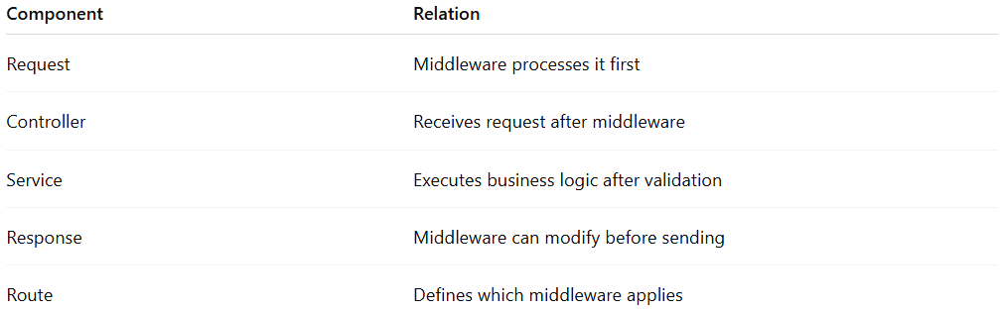 Component Relation
Request Middleware processes it first
Controller Receives request after middleware
Service Executes business logic after validation
Response Middleware can modify before sending
Route Defines which middleware applies